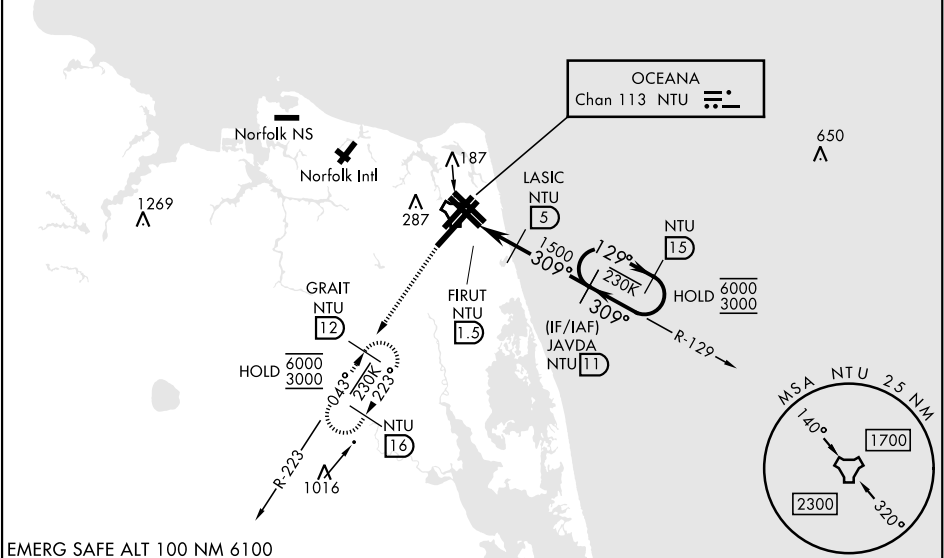 OCEANA
Chan 113 NTU
Norfolk NS
Norfolk Intl
650
187
1269
287
LASIC
NTU
5
NTU
15
1500
309°
129°
230K
309°
HOLD 6000
3000
GRAIT
NTU
12
FIRUT
NTU
1.5
(IF/IAF)
JAVDA
NTU 11
R-129
HOLD 6000
3000
043°
230K
223°
NTU
16
R-223
1016
MSA NTU 25 NM
140°
1700
2300
320°
EMERG SAFE ALT 100 NM 6100